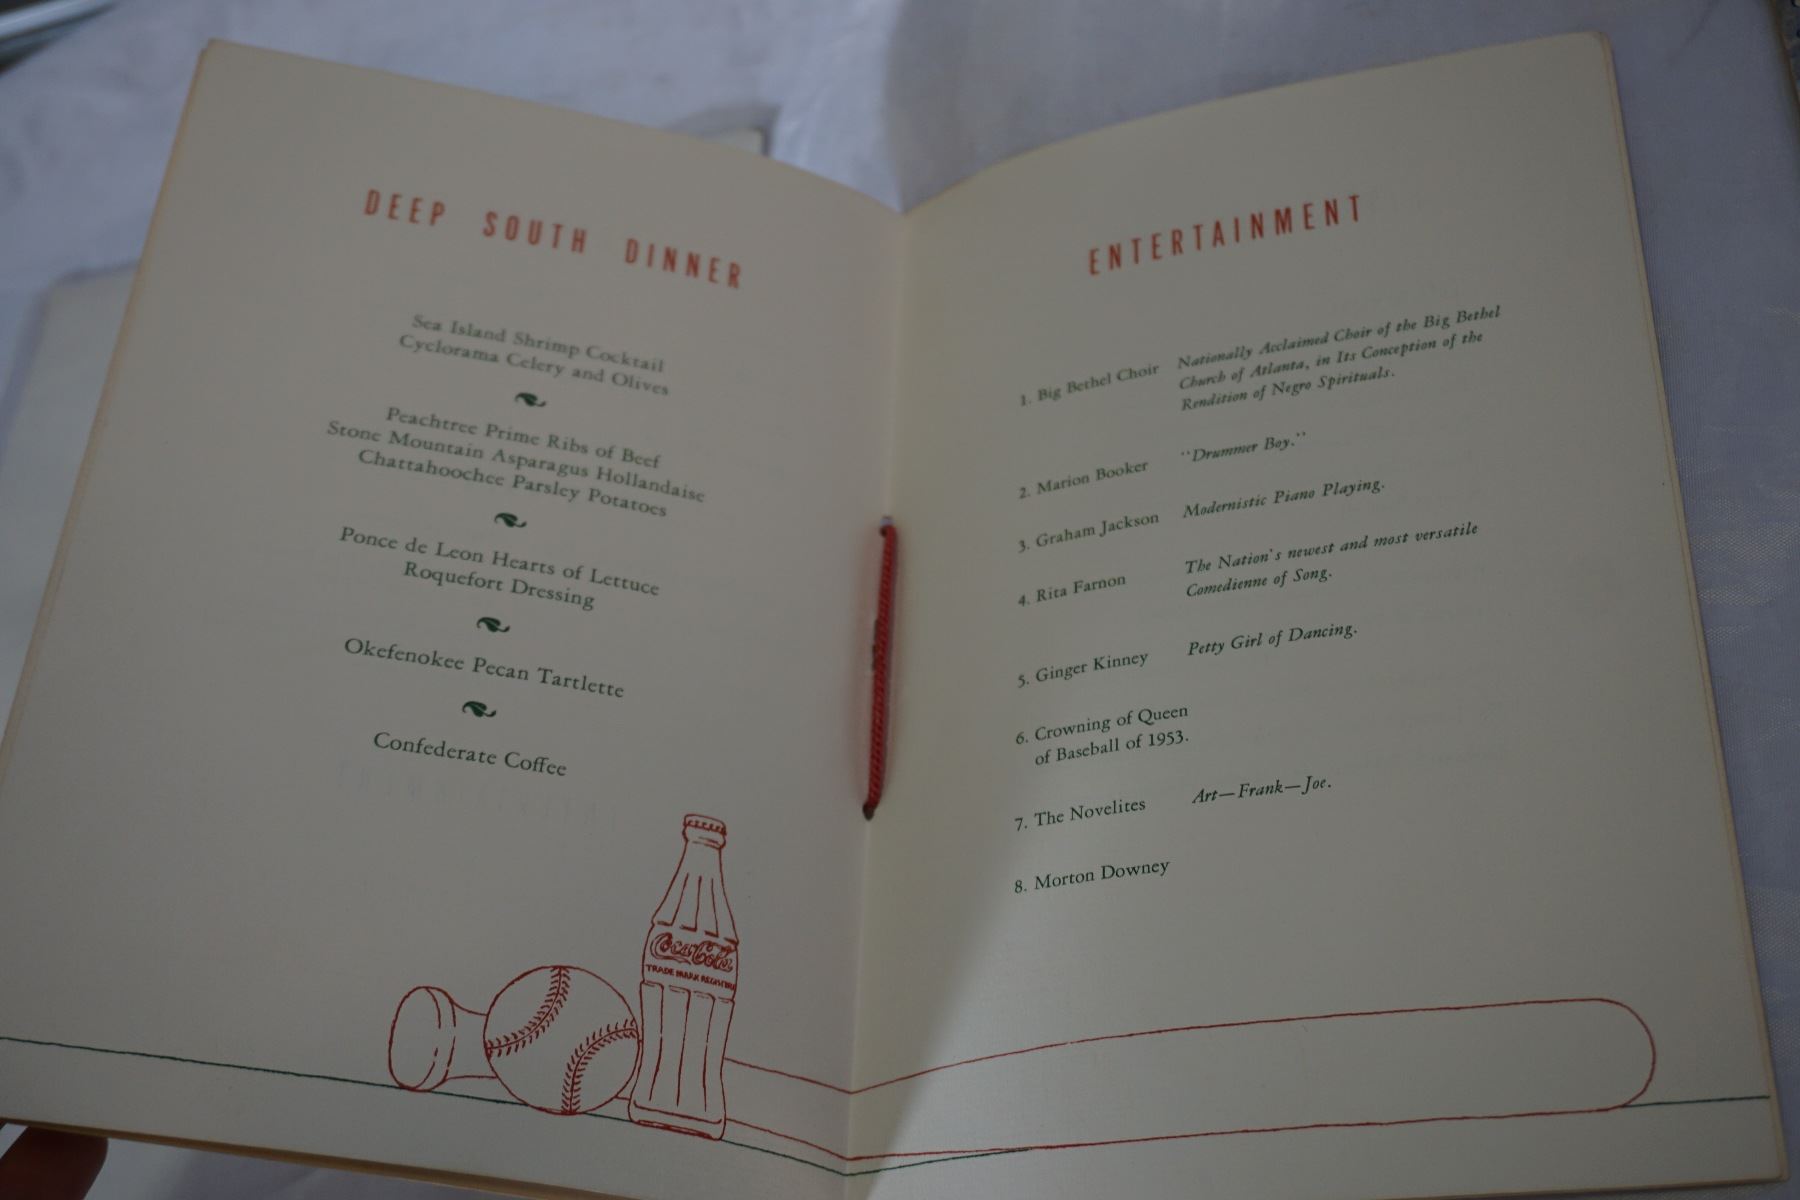 DEEP SOUTH DINNER
Sea Island Shrimp Cocktail
Cyclorama Celery and Olives
Peachtree Prime Ribs of Beef
Stone Mountain Asparagus Hollandaise
Chattahoochee Parsley Potatoes
Ponce de Leon Hearts of Lettuce
Roquefort Dressing
Okefenokee Pecan Tartlette
Confederate Coffee
Coca-Cola
TRADE MARK REGISTERED
ENTERTAINMENT
1. Big Bethel Choir Nationally Acclaimed Choir of the Big Bethel
Church of Atlanta, in Its Conception of the
Rendition of Negro Spirituals.
2. Marion Booker "Drummer Boy."
3. Graham Jackson Modernistic Piano Playing.
4. Rita Farnon The Nation's newest and most versatile
Comedienne of Song.
5. Ginger Kinney Petty Girl of Dancing.
6. Crowning of Queen
of Baseball of 1953.
7. The Novelites Art—Frank—Joe.
8. Morton Downey